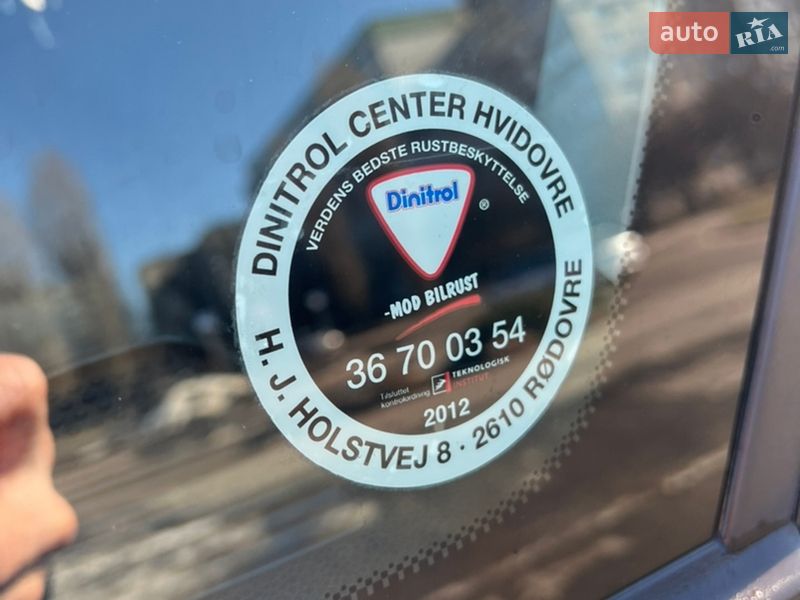 auto RIA
.com
DINITROL CENTER HVIDOVRE
VERDENS BEDSTE RUSTBESKYTTELSE
Dinitrol ®
-MOD BILRUST
36 70 03 54
Tilsluttet
kontrolordning
TEKNOLOGISK
INSTITUT
2012
H. J. HOLSTVEJ 8 · 2610 RØDOVRE